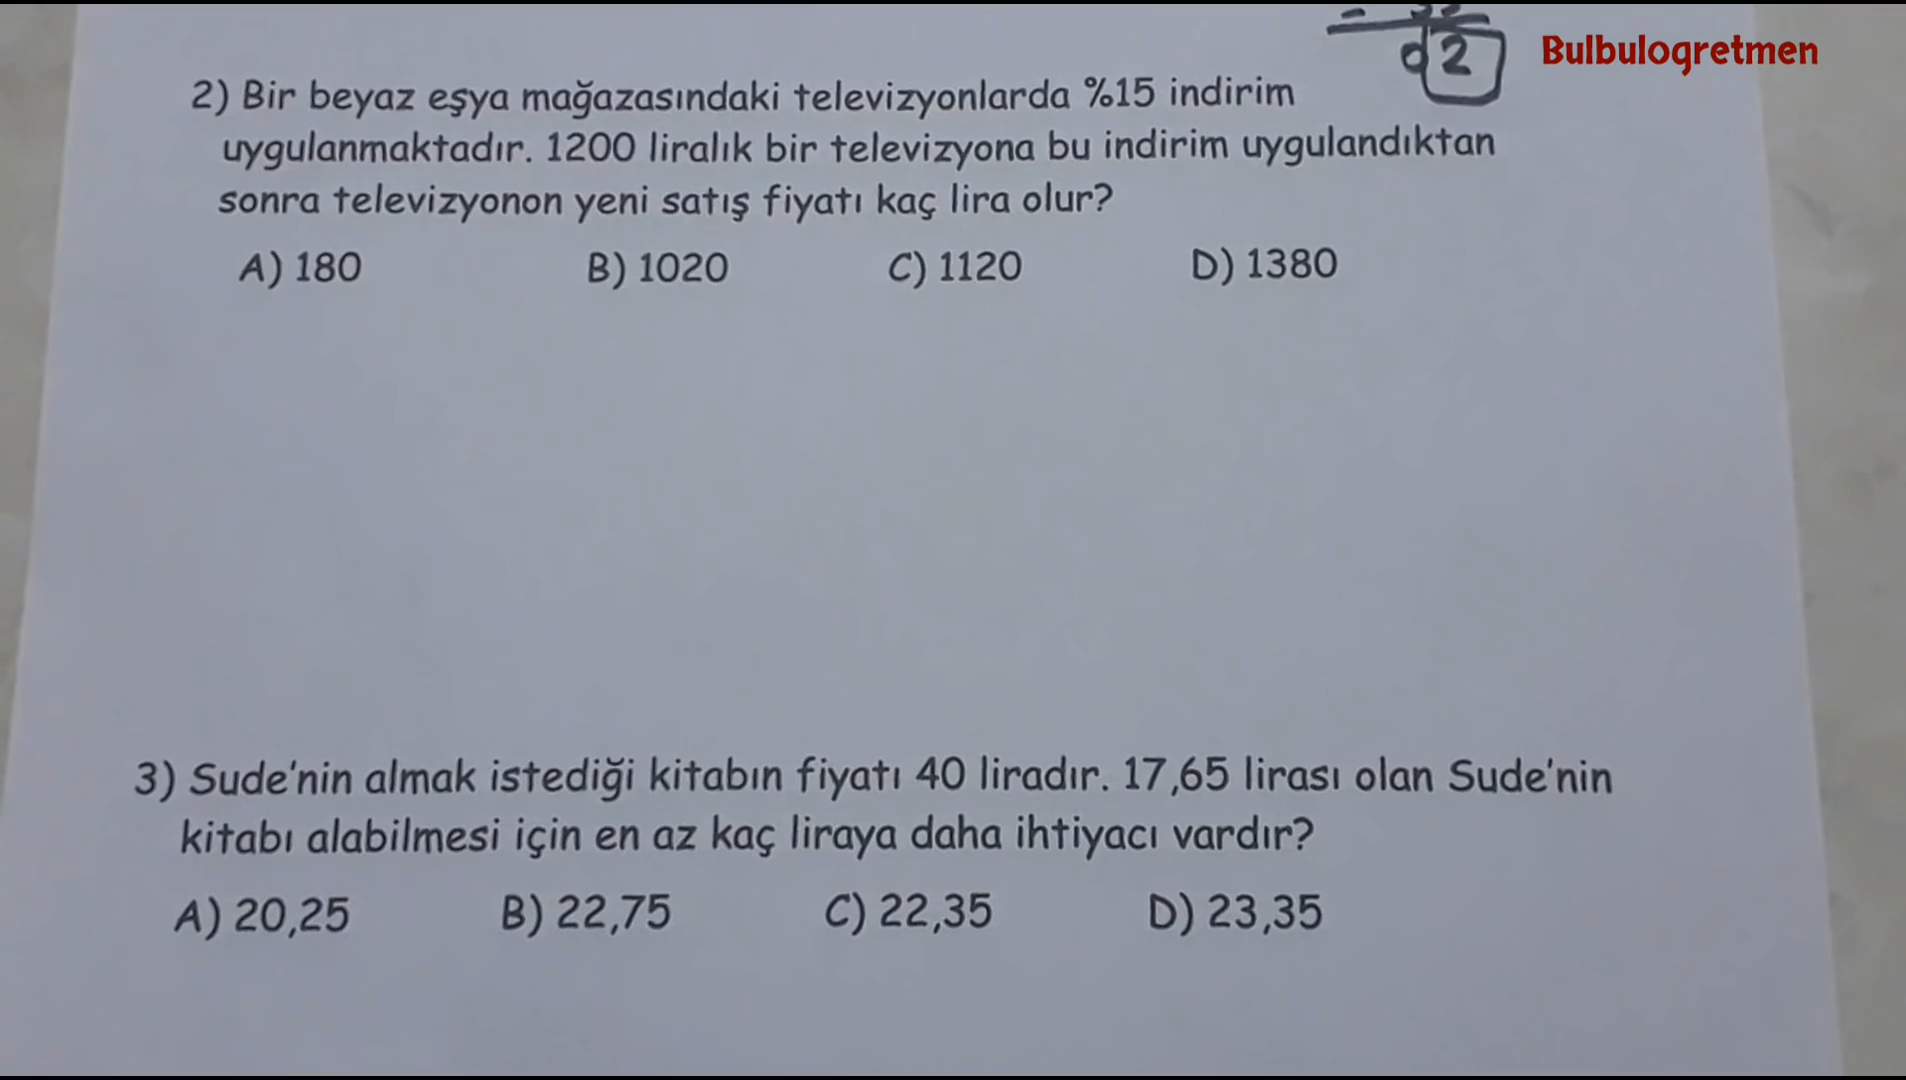 2
Bulbulogretmen
2) Bir beyaz eşya mağazasındaki televizyonlarda %15 indirim
uygulanmaktadır. 1200 liralık bir televizyona bu indirim uygulandıktan
sonra televizyonon yeni satış fiyatı kaç lira olur?
A) 180 B) 1020 C) 1120 D) 1380
3) Sude'nin almak istediği kitabın fiyatı 40 liradır. 17,65 lirası olan Sude'nin
kitabı alabilmesi için en az kaç liraya daha ihtiyacı vardır?
A) 20,25 B) 22,75 C) 22,35 D) 23,35